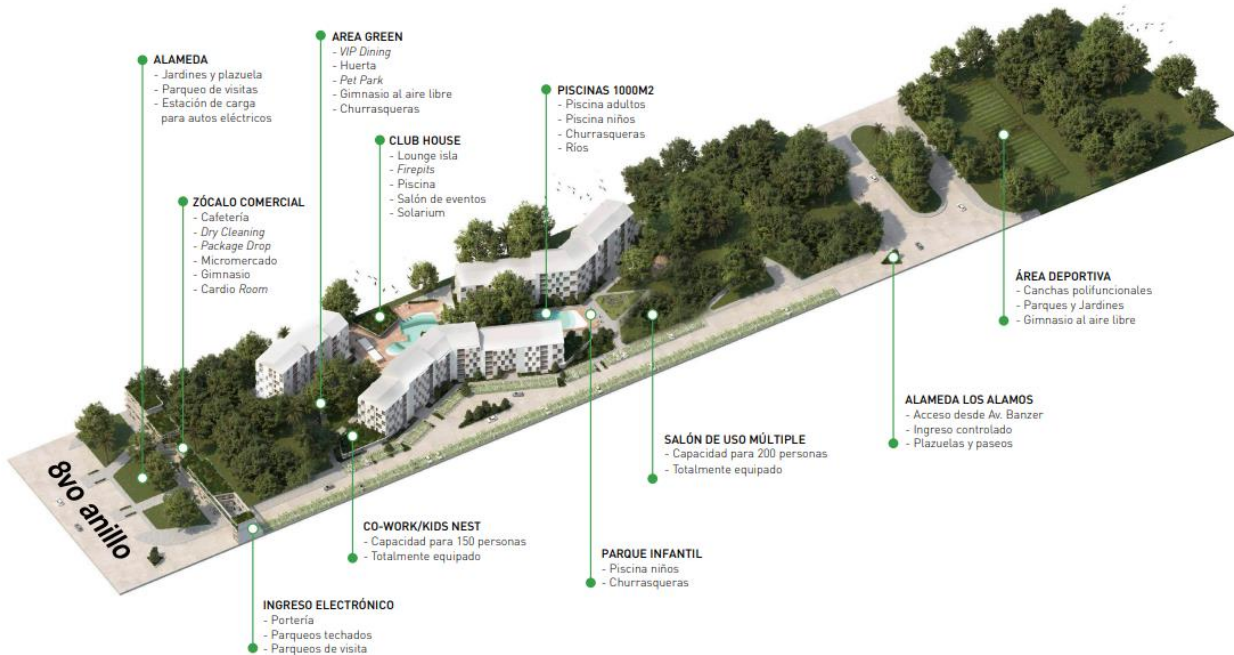 ALAMEDA
- Jardines y plazuela
- Parqueo de visitas
- Estación de carga
para autos eléctricos
AREA GREEN
- VIP Dining
- Huerta
- Pet Park
- Gimnasio al aire libre
- Churrasqueras
PISCINAS 1000M2
- Piscina adultos
- Piscina niños
- Churrasqueras
- Ríos
CLUB HOUSE
- Lounge isla
- Firepits
- Piscina
- Salón de eventos
- Solarium
ZÓCALO COMERCIAL
- Cafetería
- Dry Cleaning
- Package Drop
- Micromercado
- Gimnasio
- Cardio Room
ÁREA DEPORTIVA
- Canchas polifuncionales
- Parques y Jardines
- Gimnasio al aire libre
ALAMEDA LOS ALAMOS
- Acceso desde Av. Banzer
- Ingreso controlado
- Plazuelas y paseos
SALÓN DE USO MÚLTIPLE
- Capacidad para 200 personas
- Totalmente equipado
8vo anillo
CO-WORK/KIDS NEST
- Capacidad para 150 personas
- Totalmente equipado
PARQUE INFANTIL
- Piscina niños
- Churrasqueras
INGRESO ELECTRÓNICO
- Portería
- Parqueos techados
- Parqueos de visita